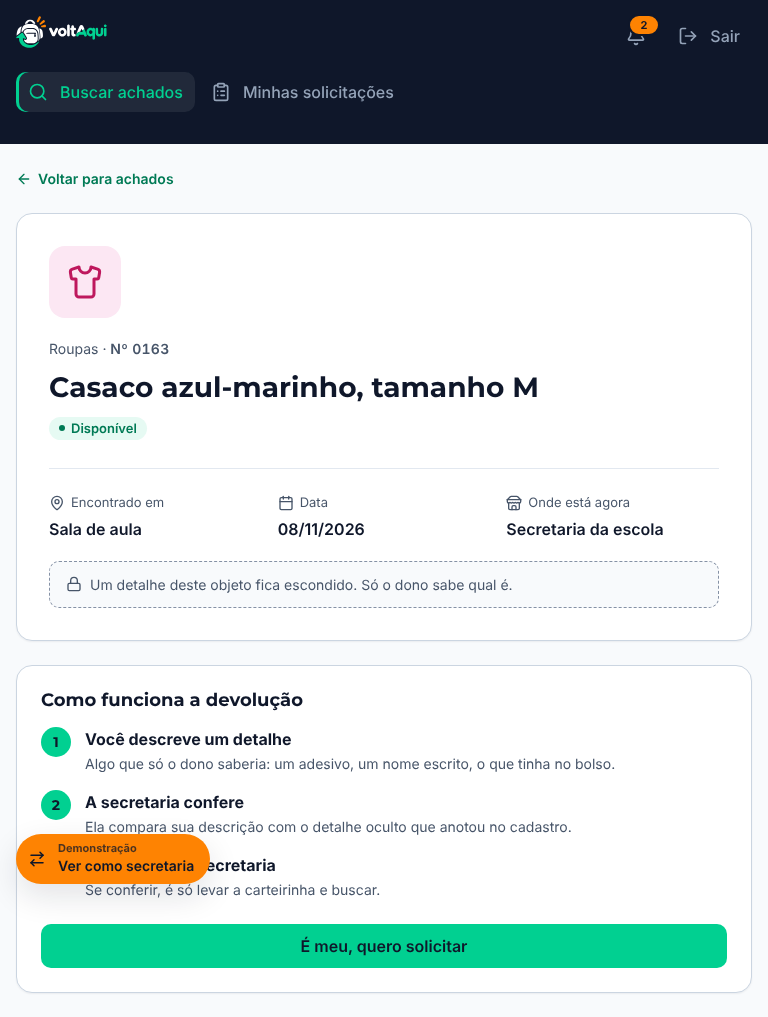 voltAqui
2
Sair
Buscar achados
Minhas solicitações
Voltar para achados
Roupas · Nº 0163
Casaco azul-marinho, tamanho M
Disponível
Encontrado em
Sala de aula
Data
08/11/2026
Onde está agora
Secretaria da escola
Um detalhe deste objeto fica escondido. Só o dono sabe qual é.
Como funciona a devolução
1
Você descreve um detalhe
Algo que só o dono saberia: um adesivo, um nome escrito, o que tinha no bolso.
2
A secretaria confere
Ela compara sua descrição com o detalhe oculto que anotou no cadastro.
Demonstração
Ver como secretaria
ecretaria
Se conferir, é só levar a carteirinha e buscar.
É meu, quero solicitar